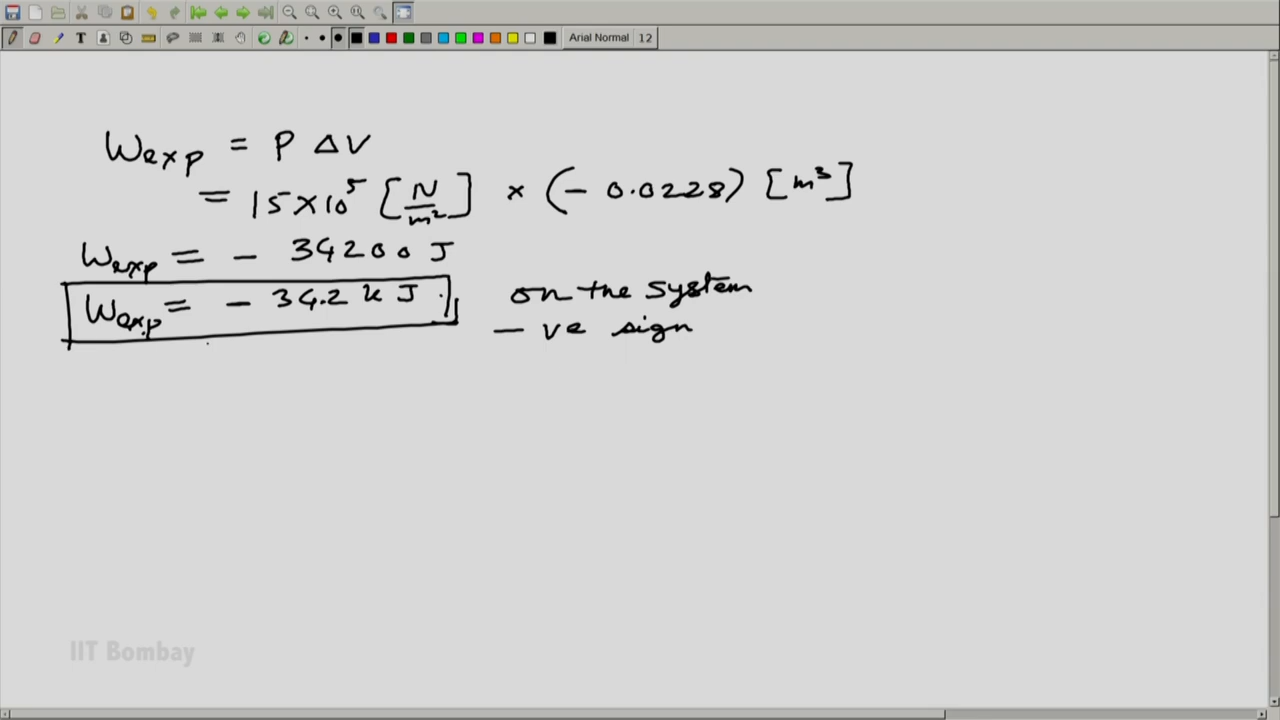 T Arial Normal 12
Wexp = P ΔV
= 15×10⁵ [N/m²] × (− 0.0228) [m³]
Wexp = − 34200 J
Wexp = − 34.2 kJ on the system
− ve sign
IIT Bombay